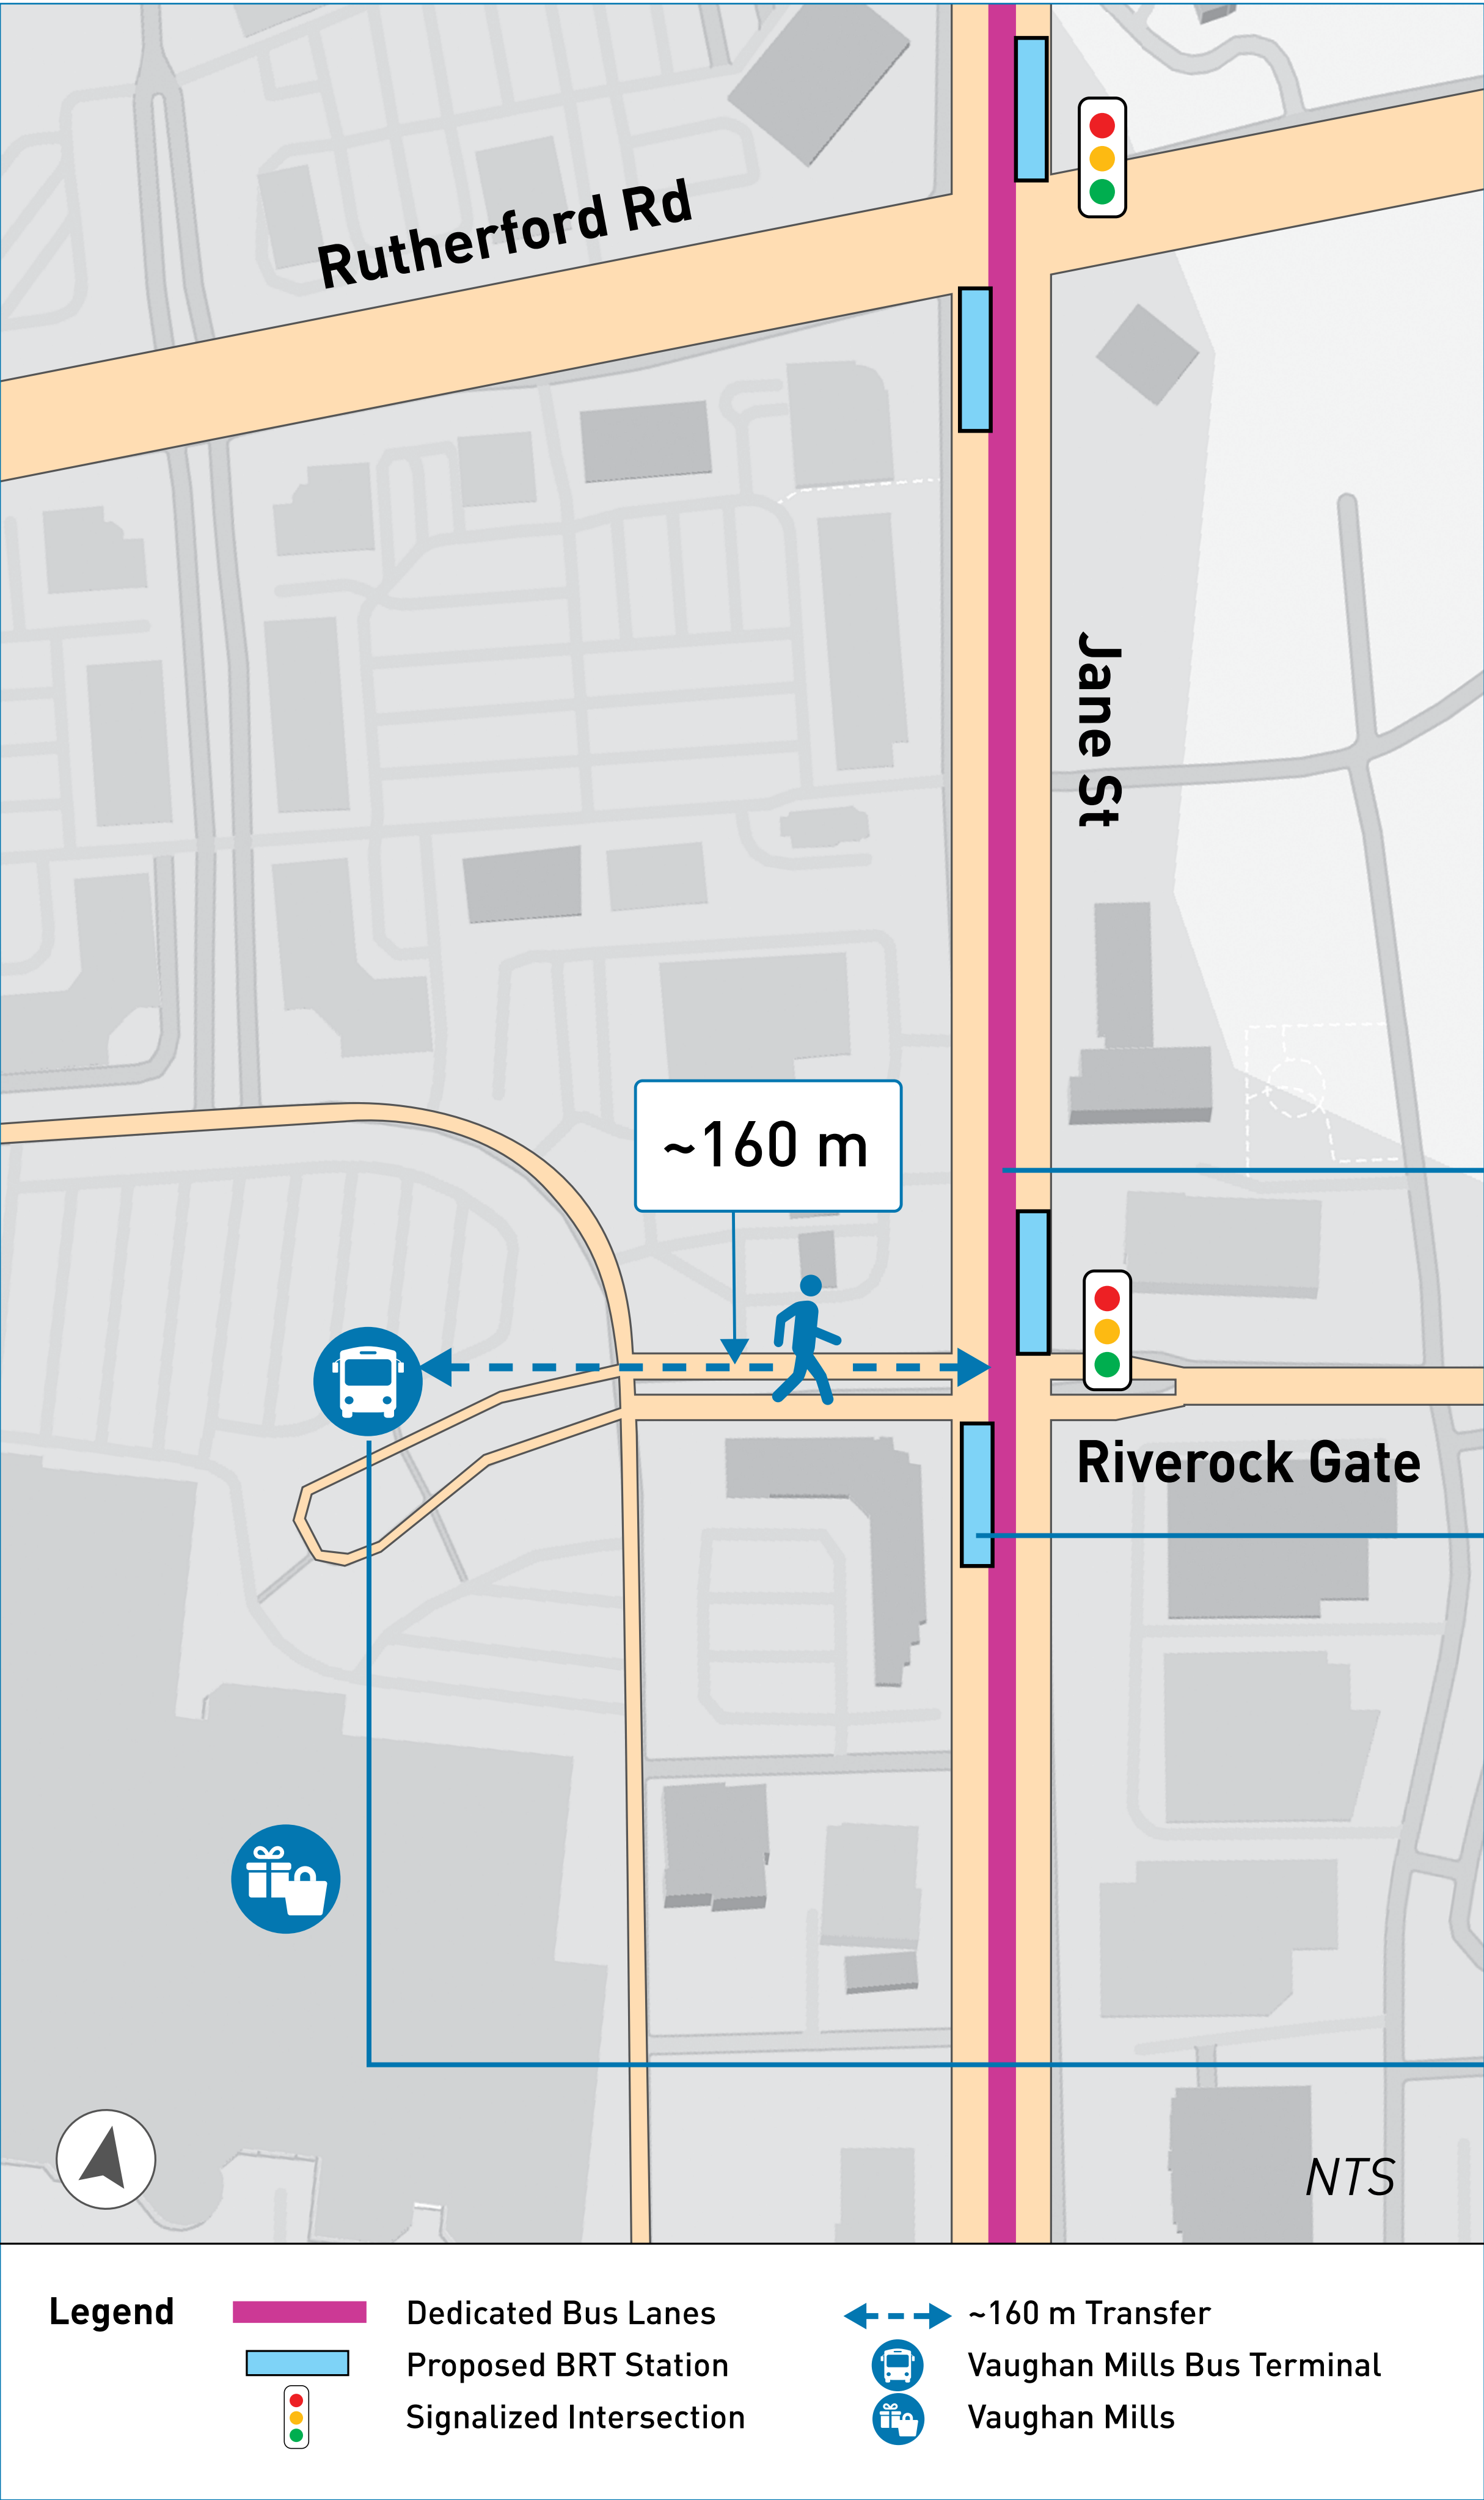 Rutherford Rd
Jane St
~160 m
Riverock Gate
NTS
Legend
Dedicated Bus Lanes
Proposed BRT Station
Signalized Intersection
~160 m Transfer
Vaughan Mills Bus Terminal
Vaughan Mills